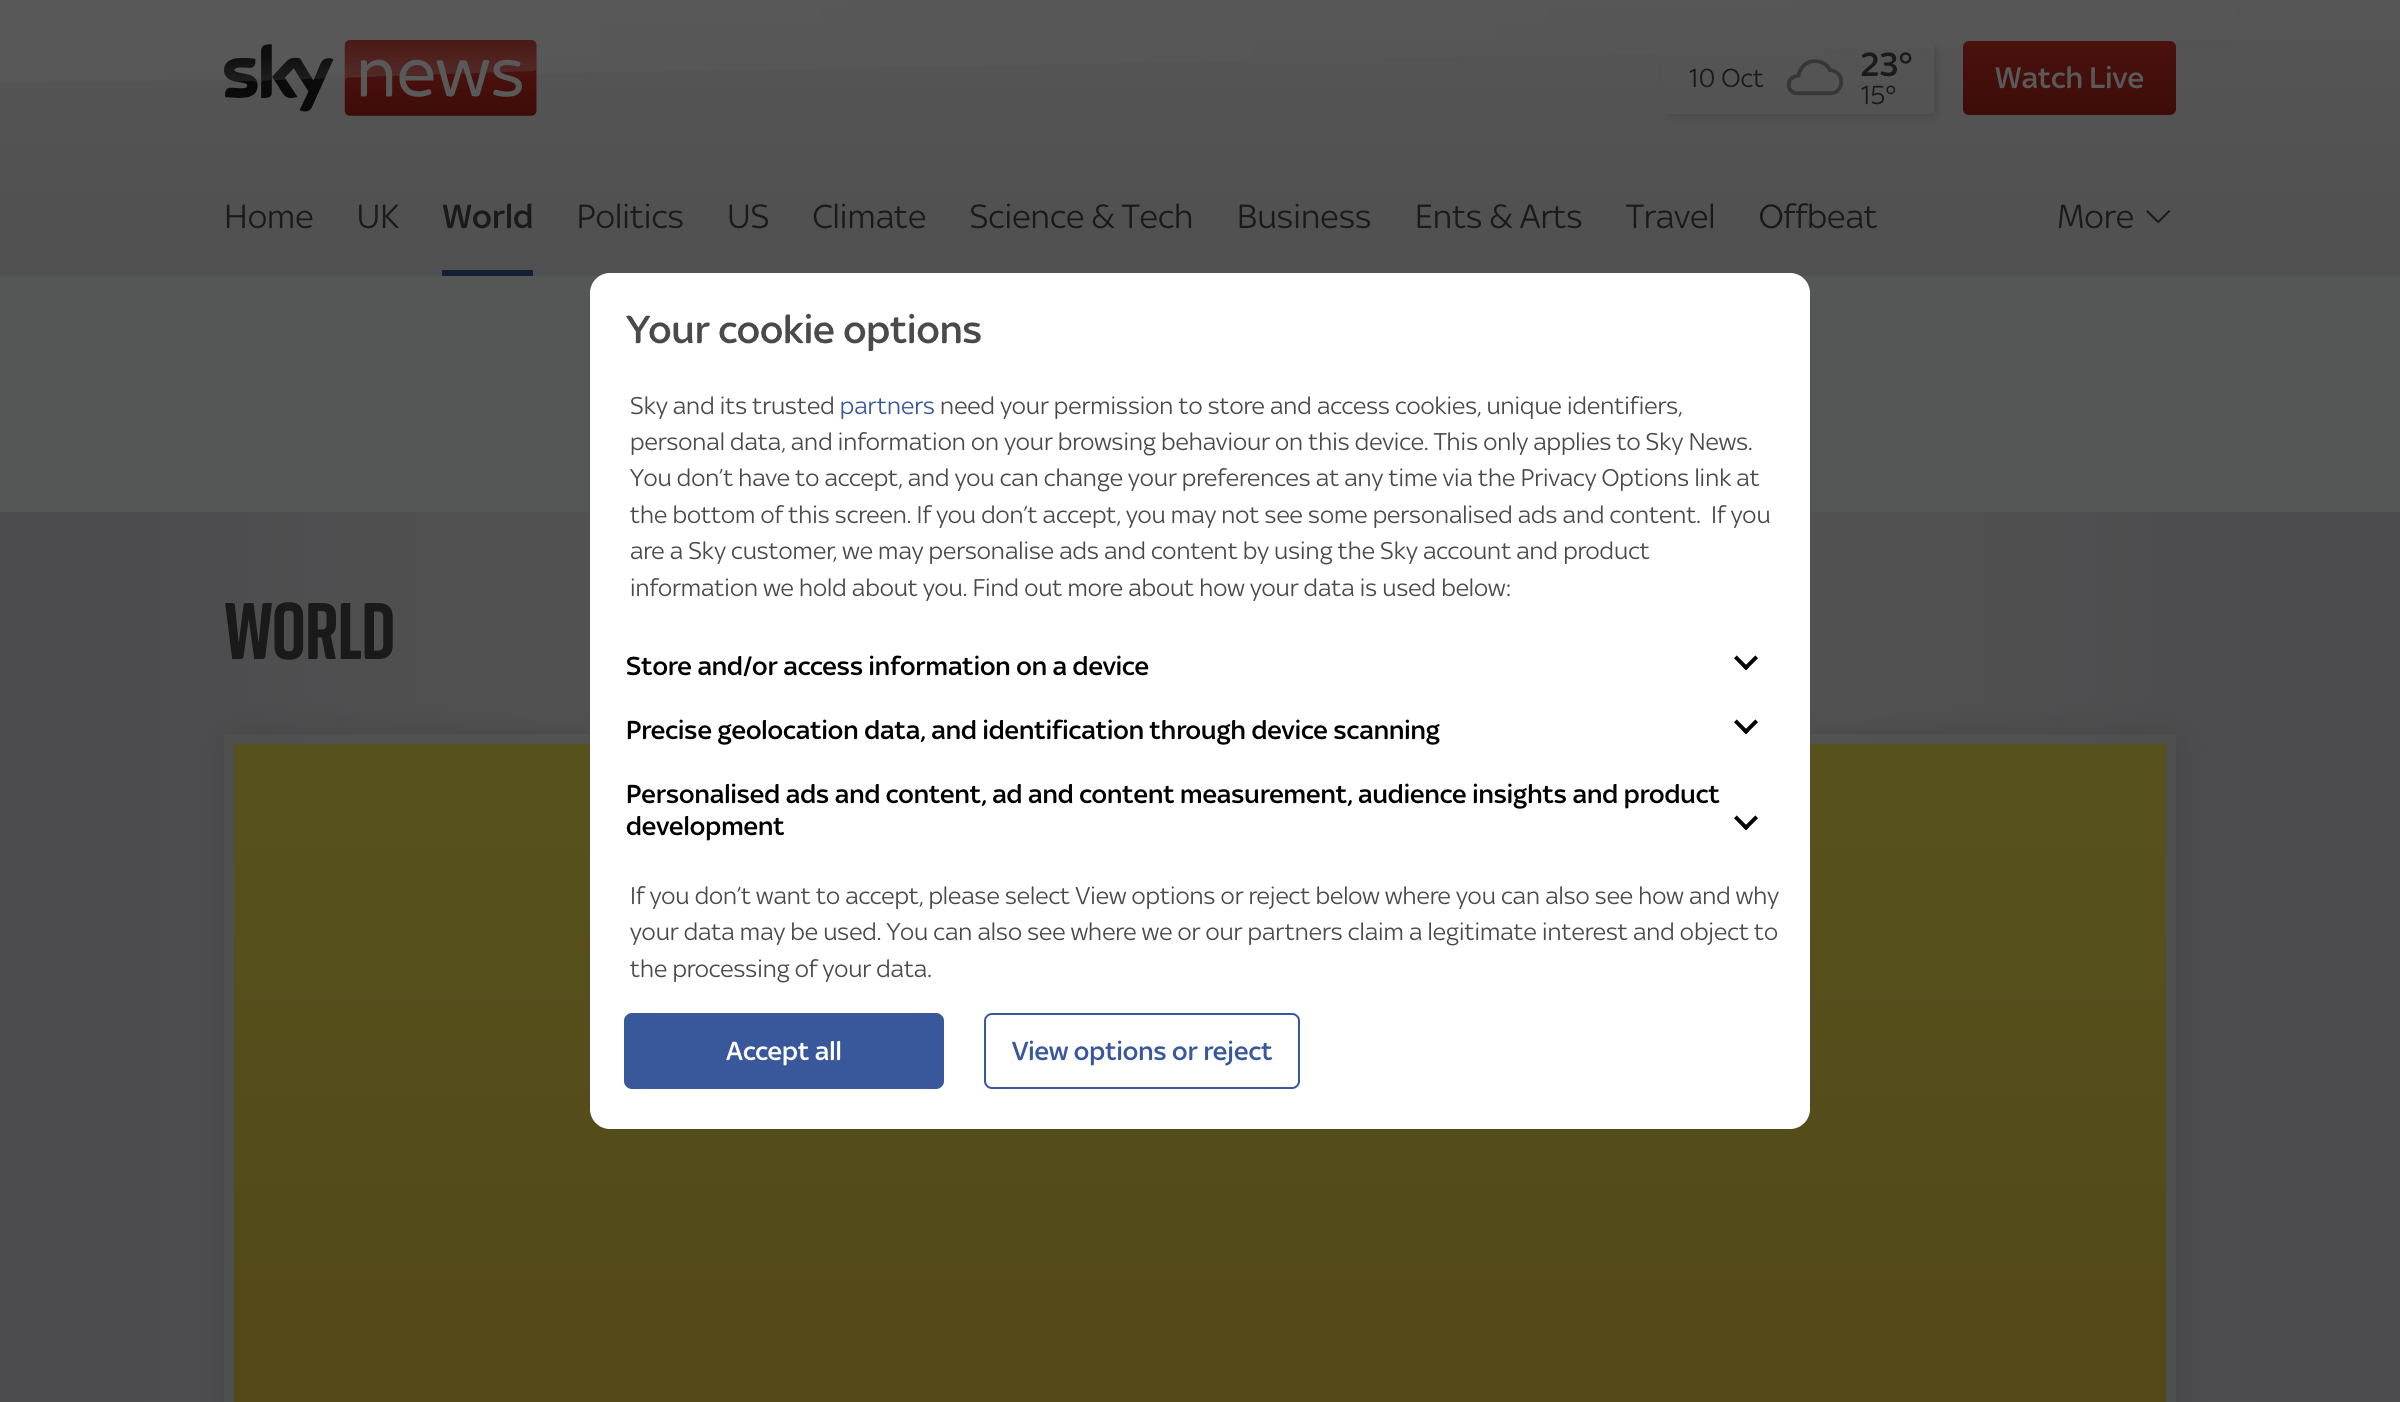 sky news
10 Oct
23°
15°
Watch Live
Home UK World Politics US Climate Science & Tech Business Ents & Arts Travel Offbeat More
Your cookie options
Sky and its trusted partners need your permission to store and access cookies, unique identifiers,
personal data, and information on your browsing behaviour on this device. This only applies to Sky News.
You don’t have to accept, and you can change your preferences at any time via the Privacy Options link at
the bottom of this screen. If you don’t accept, you may not see some personalised ads and content.  If you
are a Sky customer, we may personalise ads and content by using the Sky account and product
information we hold about you. Find out more about how your data is used below:
WORLD
Store and/or access information on a device
Precise geolocation data, and identification through device scanning
Personalised ads and content, ad and content measurement, audience insights and product
development
If you don’t want to accept, please select View options or reject below where you can also see how and why
your data may be used. You can also see where we or our partners claim a legitimate interest and object to
the processing of your data.
Accept all
View options or reject